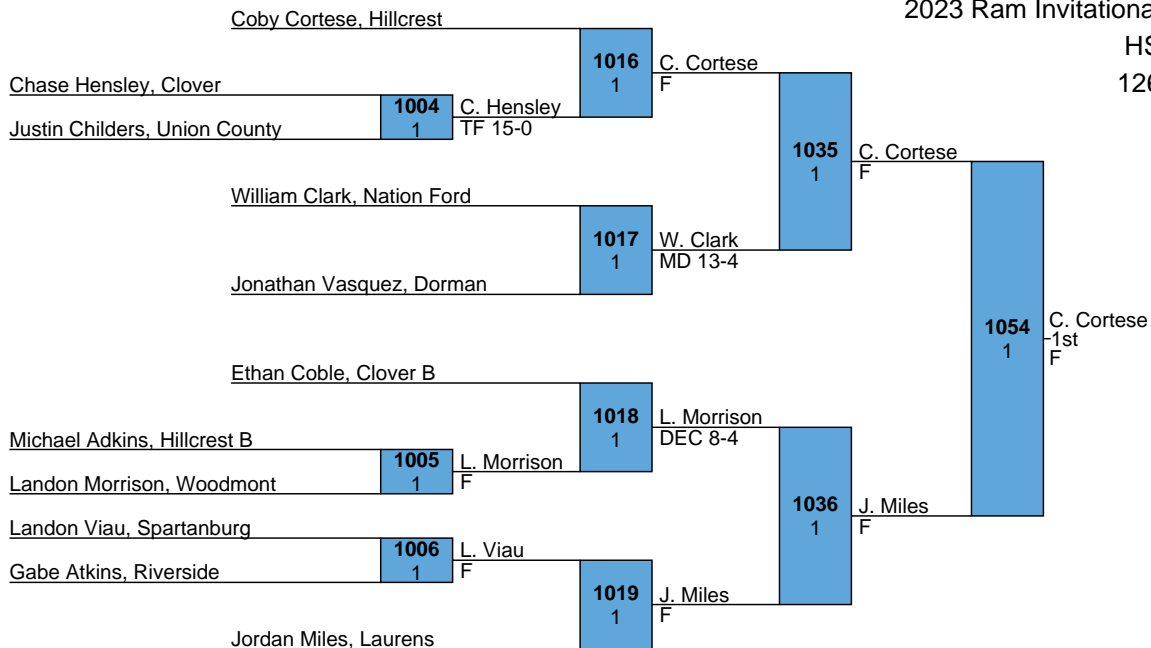 Coby Cortese, Hillcrest
2023 Ram Invitationa
HS
126
1016
1
C. Cortese
F
Chase Hensley, Clover
1004
1
C. Hensley
TF 15-0
Justin Childers, Union County
1035
1
C. Cortese
F
William Clark, Nation Ford
1017
1
W. Clark
MD 13-4
Jonathan Vasquez, Dorman
1054
1
C. Cortese
1st
F
Ethan Coble, Clover B
1018
1
L. Morrison
DEC 8-4
Michael Adkins, Hillcrest B
1005
1
L. Morrison
F
Landon Morrison, Woodmont
1036
1
J. Miles
F
Landon Viau, Spartanburg
1006
1
L. Viau
F
Gabe Atkins, Riverside
1019
1
J. Miles
F
Jordan Miles, Laurens